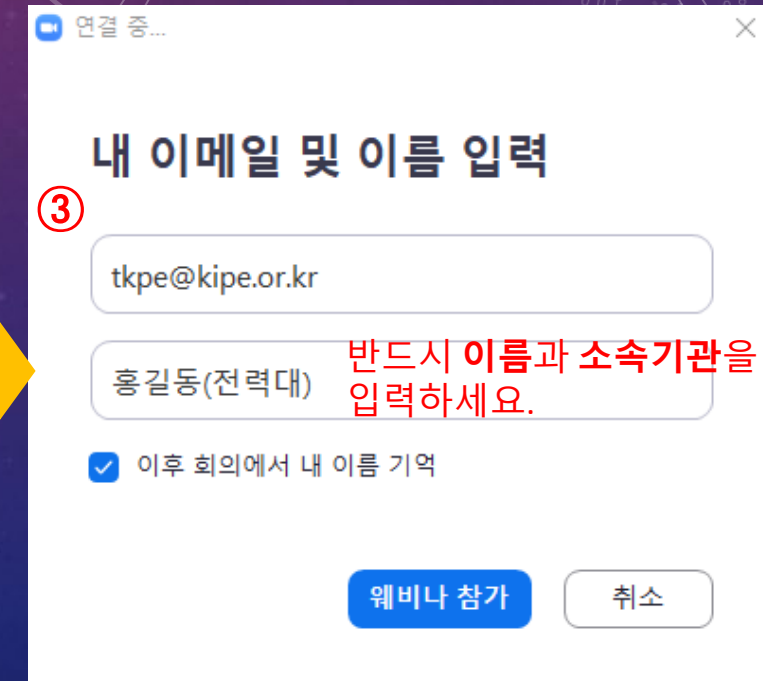 연결 중...
내 이메일 및 이름 입력
③
tkpe@kipe.or.kr
홍길동(전력대)
반드시 이름과 소속기관을
입력하세요.
이후 회의에서 내 이름 기억
웨비나 참가
취소